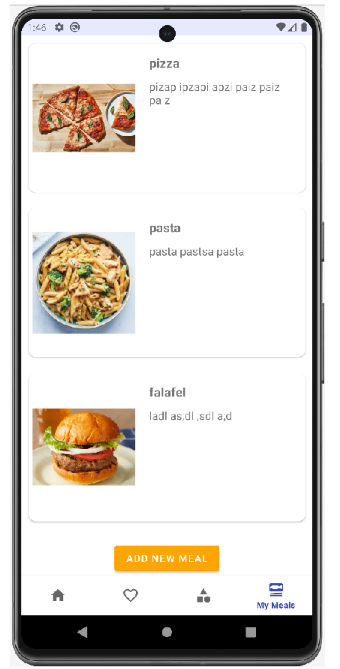 1:46
pizza
pizap ipzapi apzi paiz paiz
pa z
pasta
pasta pastsa pasta
falafel
ladl as;dl ;sdl a;d
ADD NEW MEAL
My Meals